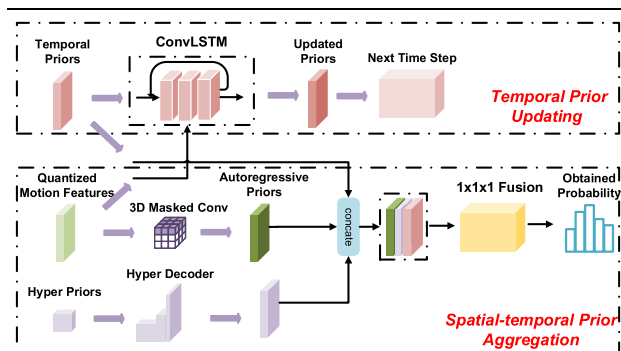 ConvLSTM
Temporal
Priors
Updated
Priors
Next Time Step
Temporal Prior
Updating
Quantized
Motion Features
Autoregressive
Priors
3D Masked Conv
concate
1x1x1 Fusion
Obtained
Probability
Hyper Priors
Hyper Decoder
Spatial-temporal Prior
Aggregation